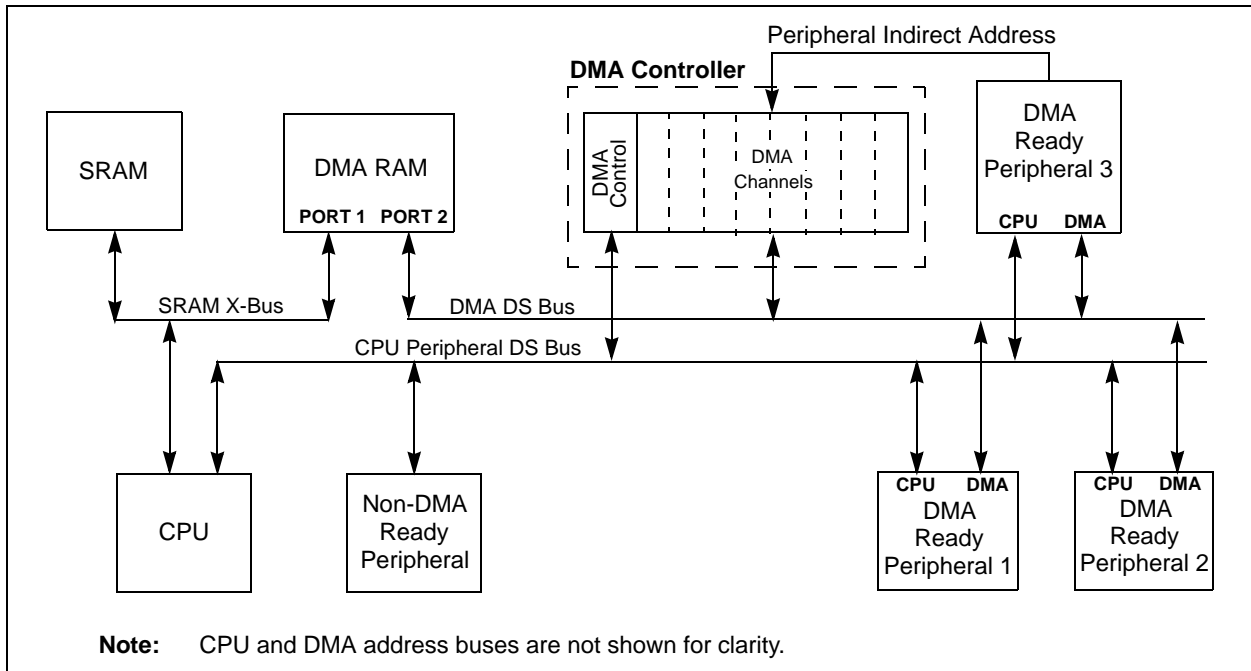 Peripheral Indirect Address
DMA Controller
SRAM
DMA RAM
PORT 1 PORT 2
DMA
Control
DMA
Channels
DMA
Ready
Peripheral 3
CPU DMA
SRAM X-Bus
DMA DS Bus
CPU Peripheral DS Bus
CPU
Non-DMA
Ready
Peripheral
CPU DMA
DMA
Ready
Peripheral 1
CPU DMA
DMA
Ready
Peripheral 2
Note: CPU and DMA address buses are not shown for clarity.